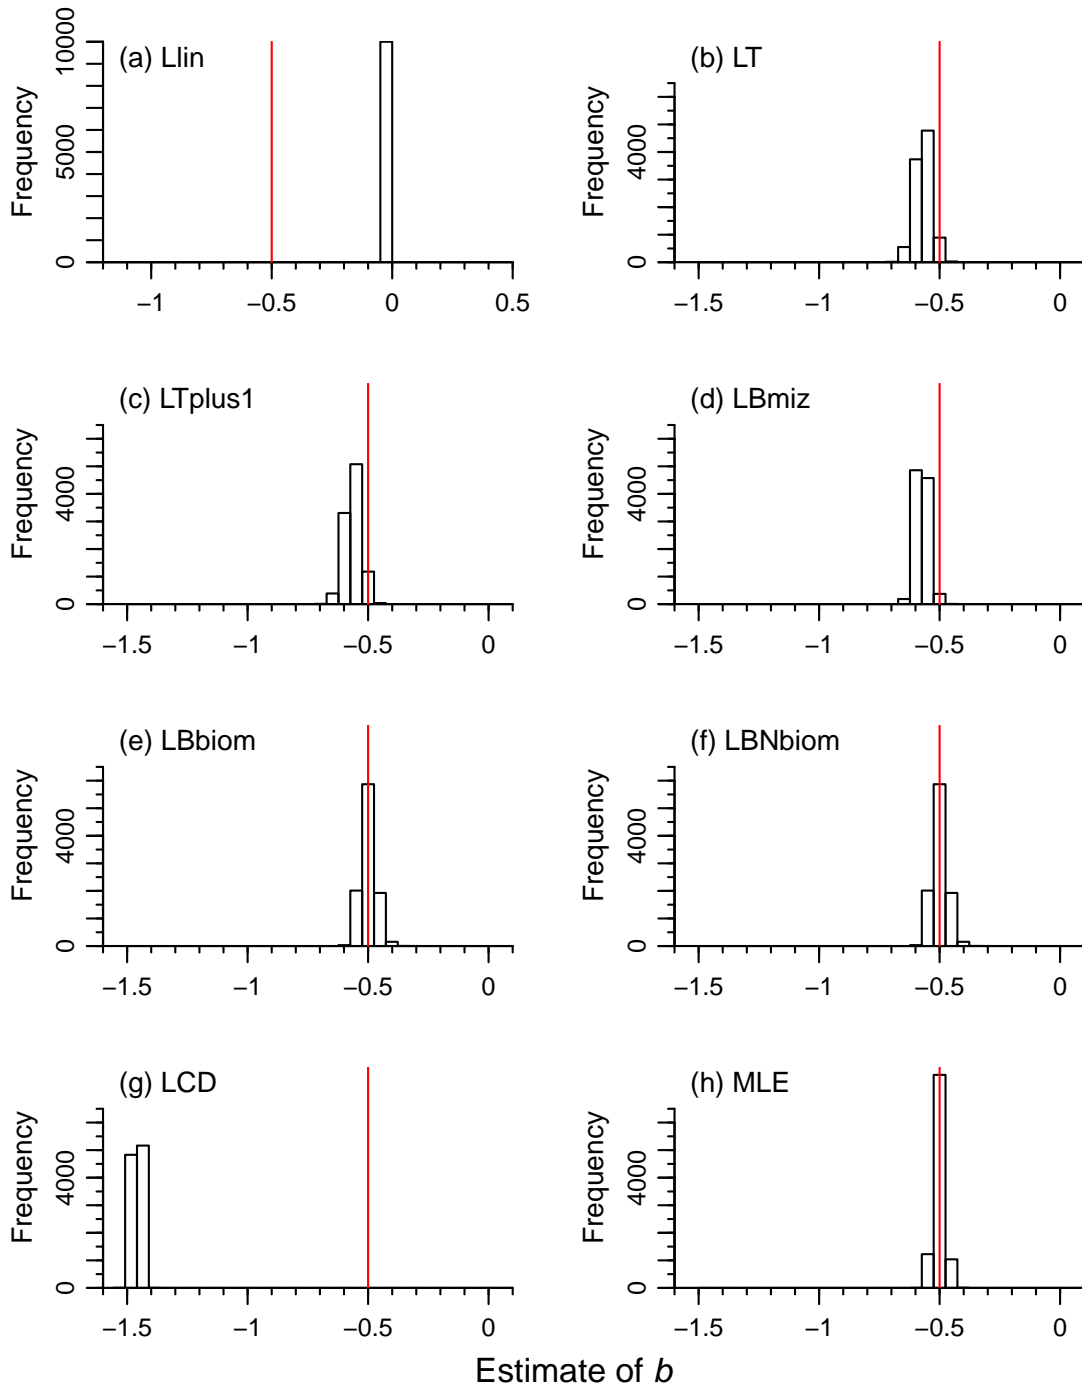 (a) Llin
Frequency
0 5000 10000
−1 −0.5 0 0.5
(b) LT
Frequency
0 4000
−1.5 −1 −0.5 0
(c) LTplus1
Frequency
0 4000
−1.5 −1 −0.5 0
(d) LBmiz
Frequency
0 4000
−1.5 −1 −0.5 0
(e) LBbiom
Frequency
0 4000
−1.5 −1 −0.5 0
(f) LBNbiom
Frequency
0 4000
−1.5 −1 −0.5 0
(g) LCD
Frequency
0 4000
−1.5 −1 −0.5 0
(h) MLE
Frequency
0 4000
−1.5 −1 −0.5 0
Estimate of b